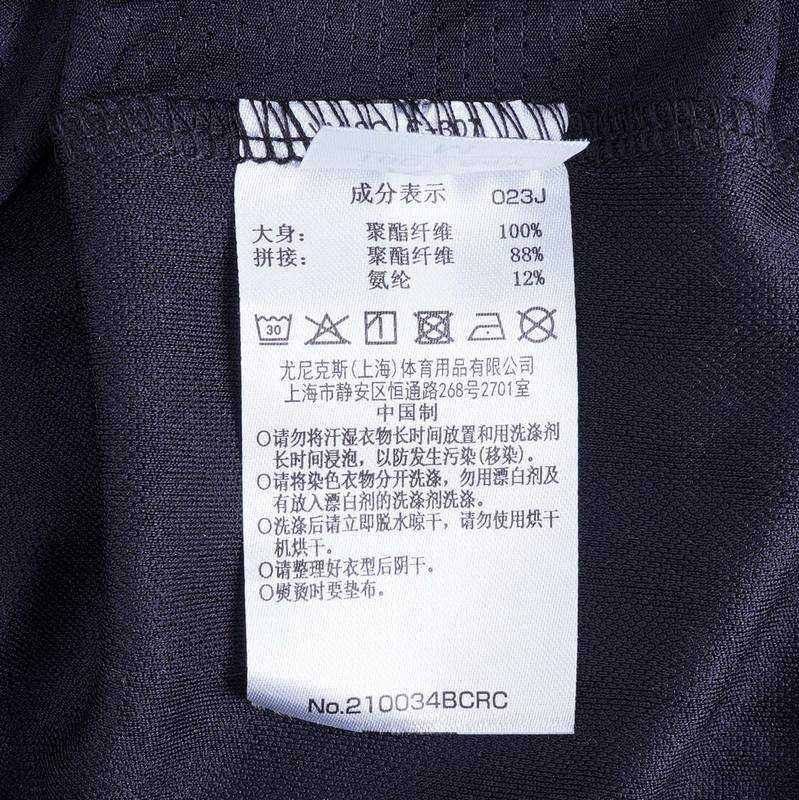 成分表示 023J
大身： 聚酯纤维 100%
拼接： 聚酯纤维 88%
氨纶 12%
30
尤尼克斯(上海)体育用品有限公司
上海市静安区恒通路268号2701室
中国制
○请勿将汗湿衣物长时间放置和用洗涤剂
长时间浸泡，以防发生污染(移染)。
○请将染色衣物分开洗涤，勿用漂白剂及
有放入漂白剂的洗涤剂洗涤。
○洗涤后请立即脱水晾干，请勿使用烘干
机烘干。
○请整理好衣型后阴干。
○熨烫时要垫布。
No.210034BCRC